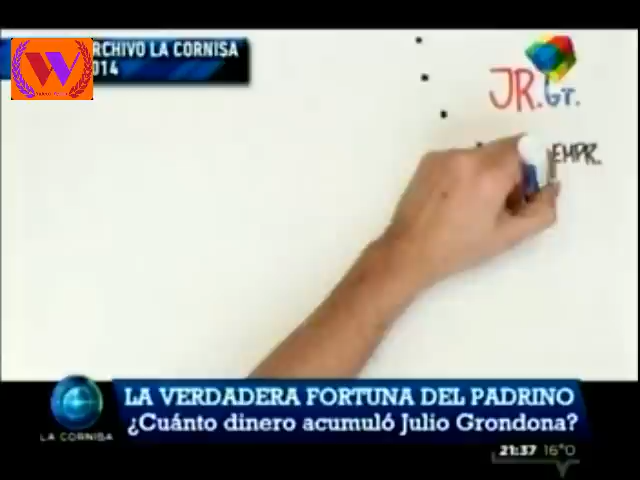 ARCHIVO LA CORNISA
2014
JR.GT.
EMPR.
LA VERDADERA FORTUNA DEL PADRINO
¿Cuánto dinero acumuló Julio Grondona?
LA CORNISA
21:37 16°